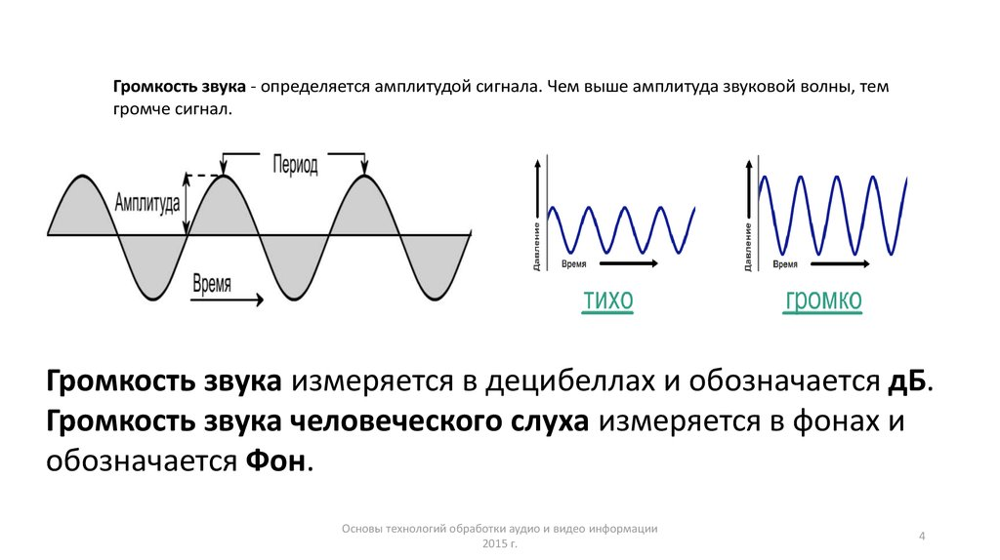 Громкость звука - определяется амплитудой сигнала. Чем выше амплитуда звуковой волны, тем
громче сигнал.
Период
Амплитуда
Время
Давление
Время
тихо
Давление
Время
громко
Громкость звука измеряется в децибеллах и обозначается дБ.
Громкость звука человеческого слуха измеряется в фонах и
обозначается Фон.
Основы технологий обработки аудио и видео информации
2015 г.
4